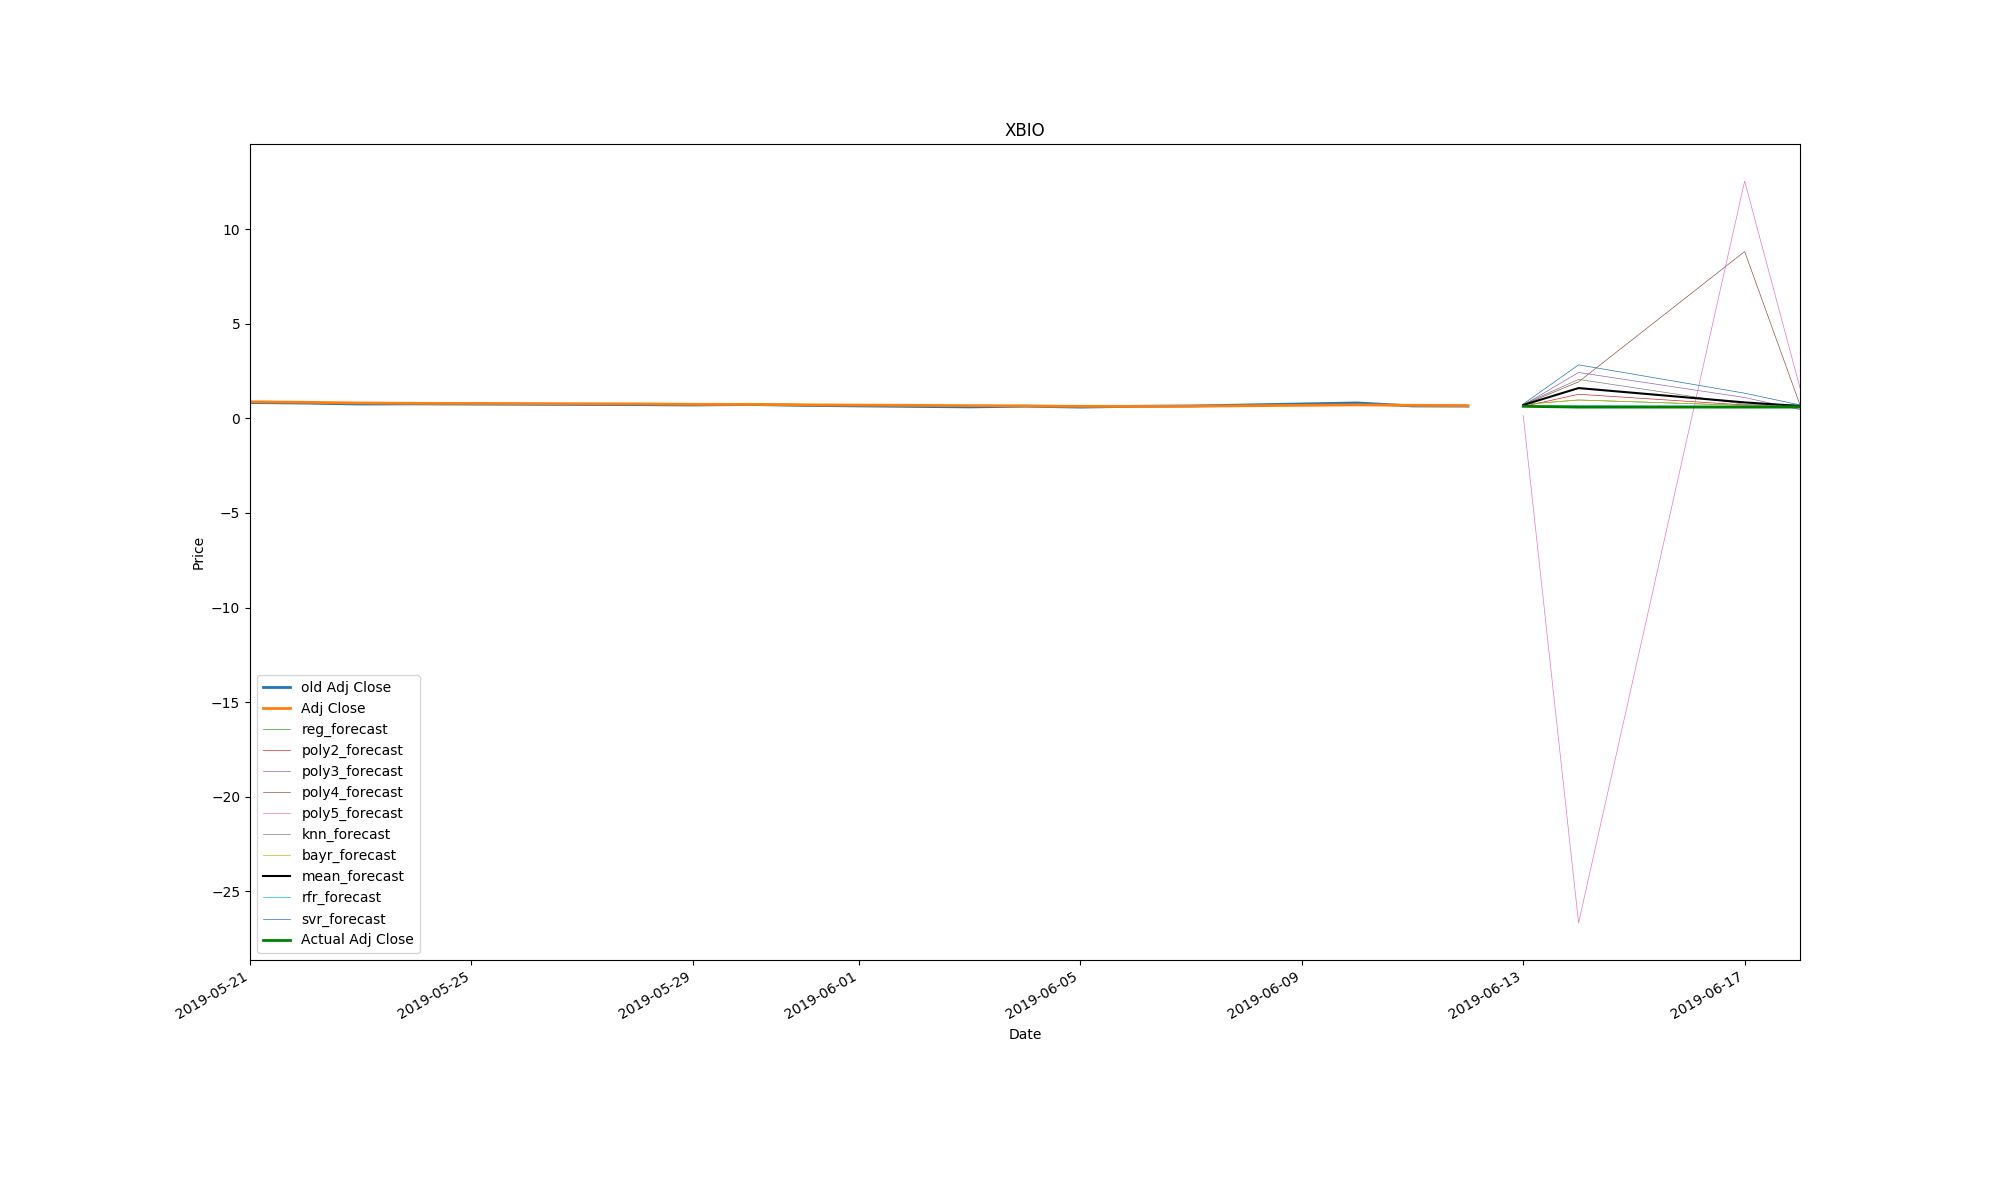 XBIO
10
5
0
−5
−10
−15
−20
−25
Price
old Adj Close
Adj Close
reg_forecast
poly2_forecast
poly3_forecast
poly4_forecast
poly5_forecast
knn_forecast
bayr_forecast
mean_forecast
rfr_forecast
svr_forecast
Actual Adj Close
2019-05-21
2019-05-25
2019-05-29
2019-06-01
2019-06-05
2019-06-09
2019-06-13
2019-06-17
Date